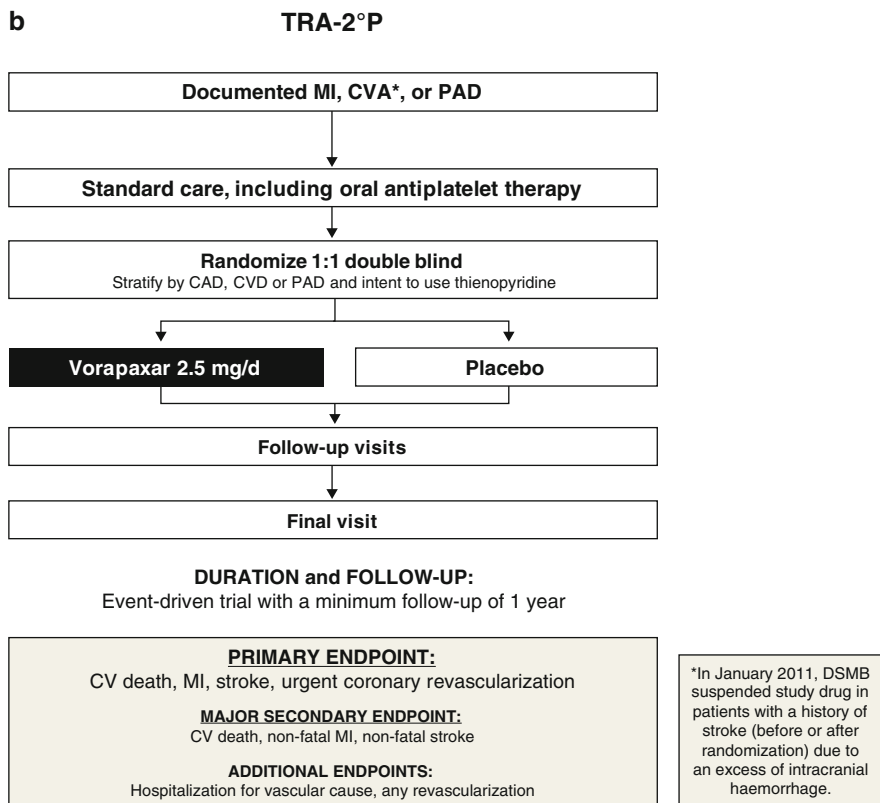 b
TRA-2°P
Documented MI, CVA*, or PAD
Standard care, including oral antiplatelet therapy
Randomize 1:1 double blind
Stratify by CAD, CVD or PAD and intent to use thienopyridine
Vorapaxar 2.5 mg/d
Placebo
Follow-up visits
Final visit
DURATION and FOLLOW-UP:
Event-driven trial with a minimum follow-up of 1 year
PRIMARY ENDPOINT:
CV death, MI, stroke, urgent coronary revascularization
MAJOR SECONDARY ENDPOINT:
CV death, non-fatal MI, non-fatal stroke
ADDITIONAL ENDPOINTS:
Hospitalization for vascular cause, any revascularization
*In January 2011, DSMB
suspended study drug in
patients with a history of
stroke (before or after
randomization) due to
an excess of intracranial
haemorrhage.